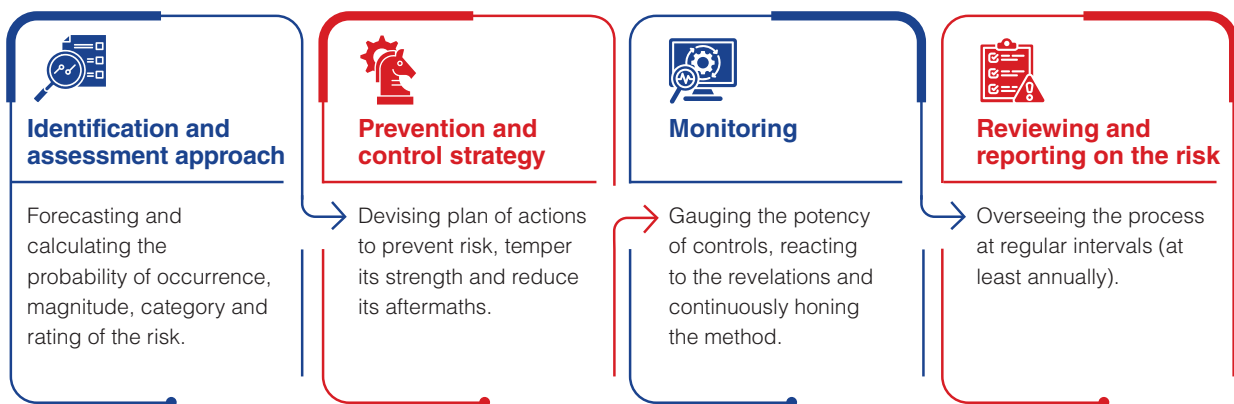 Identification and
assessment approach
Forecasting and
calculating the
probability of occurrence,
magnitude, category and
rating of the risk.
Prevention and
control strategy
Devising plan of actions
to prevent risk, temper
its strength and reduce
its aftermaths.
Monitoring
Gauging the potency
of controls, reacting
to the revelations and
continuously honing
the method.
Reviewing and
reporting on the risk
Overseeing the process
at regular intervals (at
least annually).